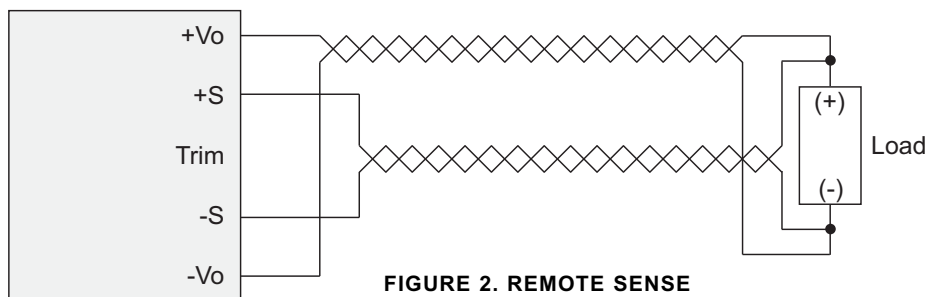 +Vo
+S
Trim
-S
-Vo
(+)
Load
(-)
FIGURE 2. REMOTE SENSE